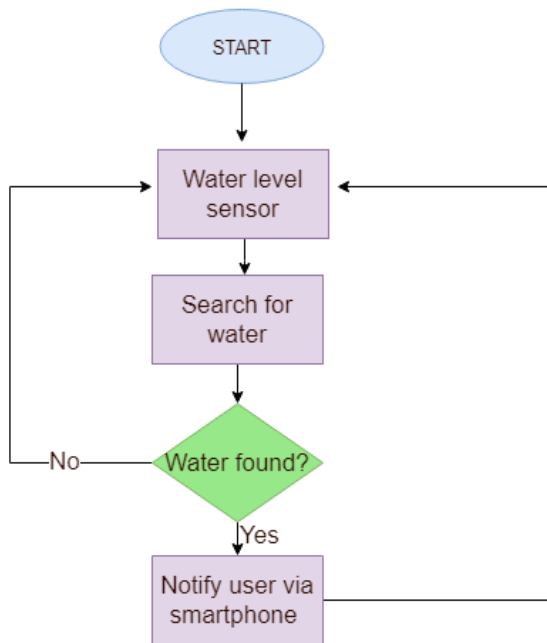 START
Water level
sensor
Search for
water
Water found?
No
Yes
Notify user via
smartphone